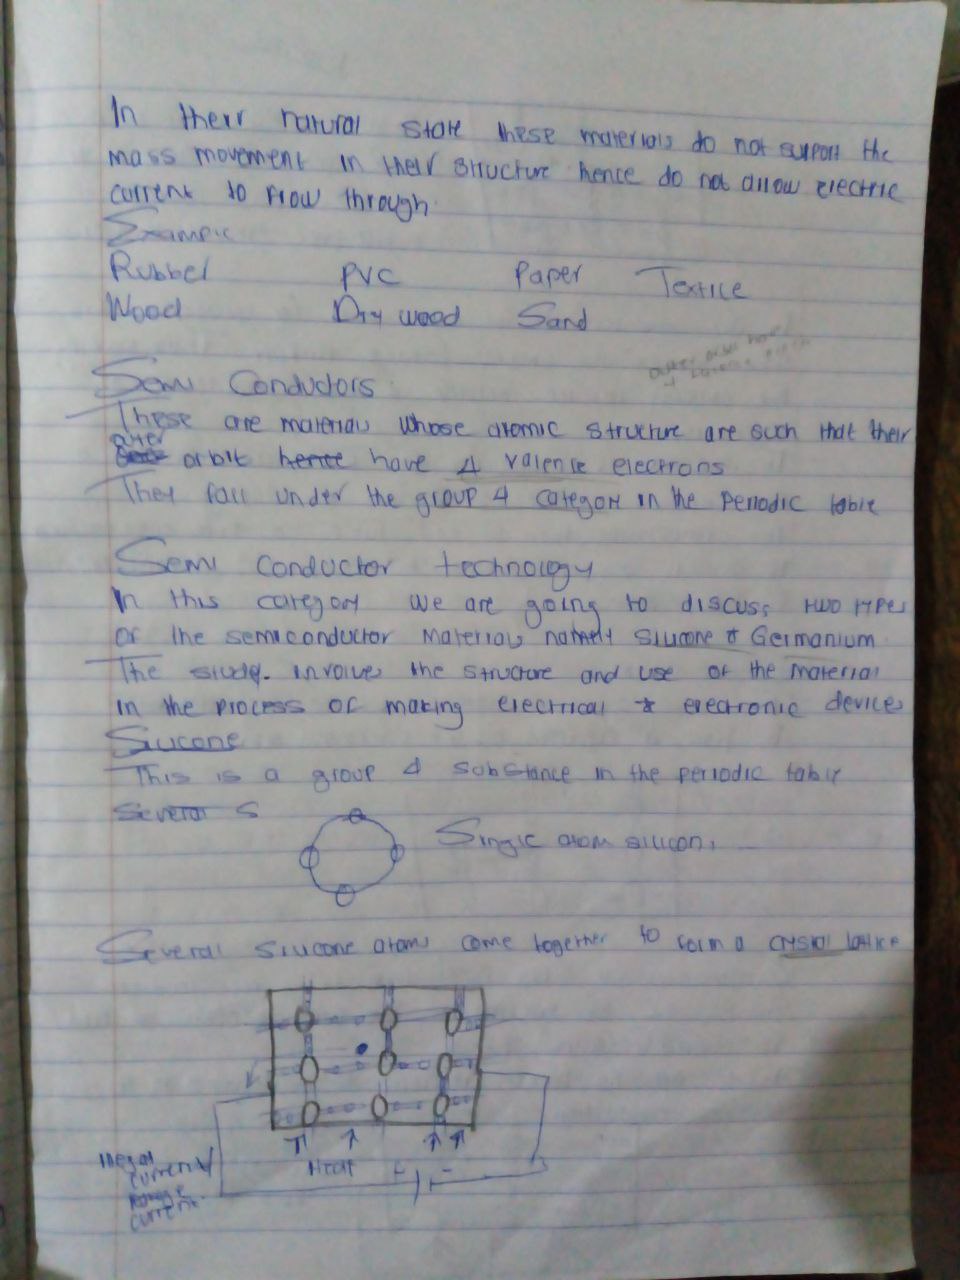 In their natural state these materials do not support the
mass movement in their structure hence do not allow electric
current to flow through.
Example
Rubbel PVC Paper Textile
Wood Dry wood Sand
outer
Semi Conductors
These are materials whose atomic structure are such that their
outer
orbit hence have 4 valence electrons
They fall under the group 4 category in the periodic table
Semi conductor technology
In this category we are going to discuss two types
of the semiconductor materials namely silicone & Germanium
The study involves the structure and use of the material
in the process of making electrical & electronic devices
Silicone
This is a group 4 substance in the periodic table
Several S
Single atom silicon.
Several silicone atoms come together to form a crystal lattice
Heat
-
Illegal
current/
current.